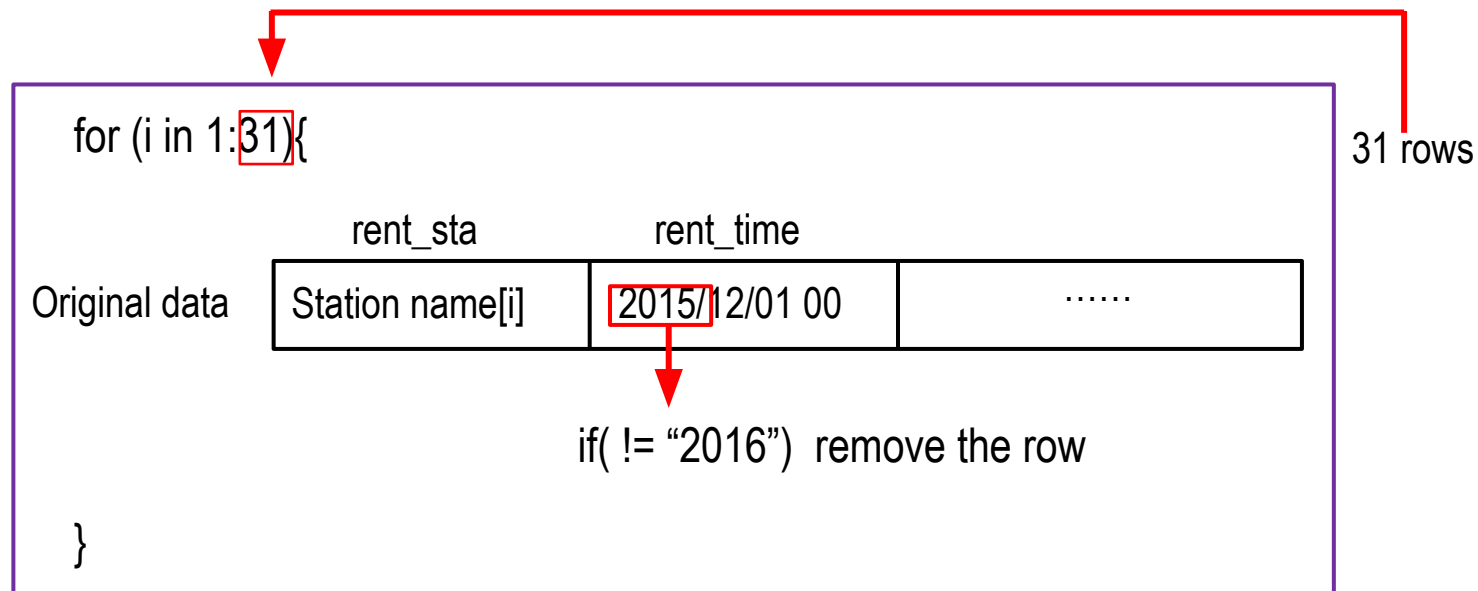 for (i in 1:31){
31 rows
rent_sta rent_time
Original data Station name[i] 2015/12/01 00 ......
if( != “2016”) remove the row
}